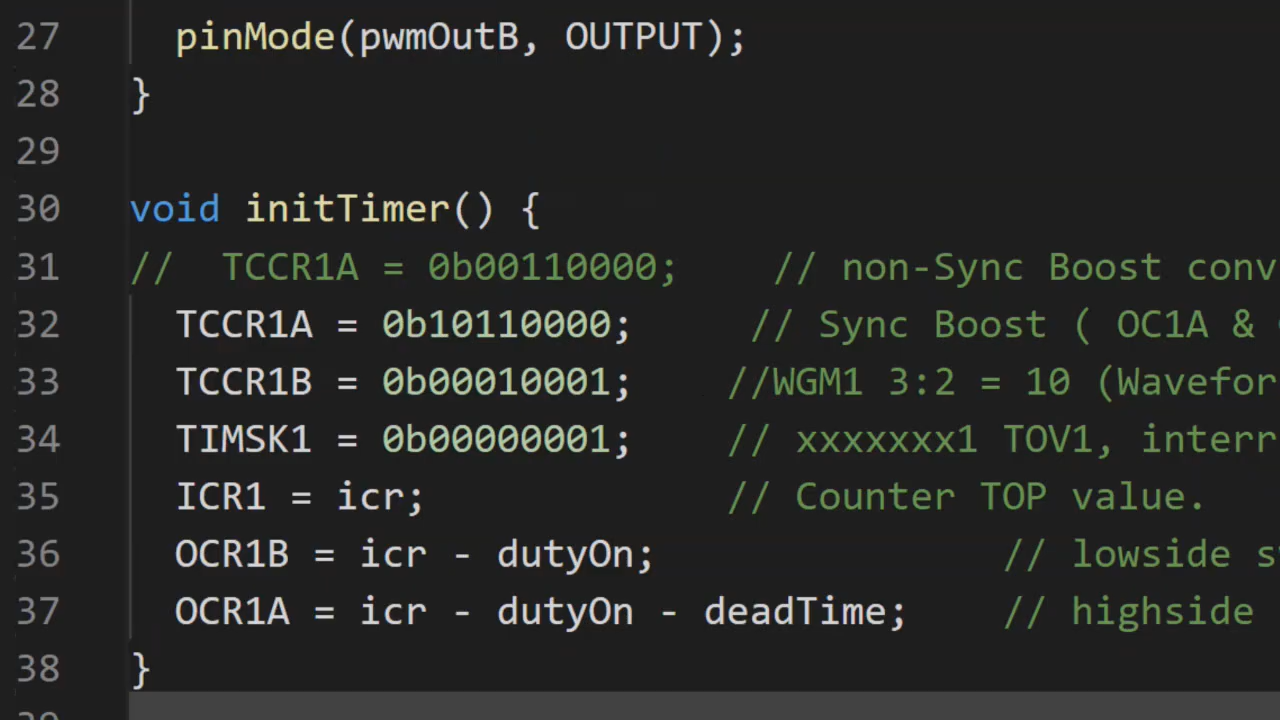 27 pinMode(pwmOutB, OUTPUT);
28 }
29
30 void initTimer() {
31 //  TCCR1A = 0b00110000;    // non-Sync Boost conv
32 TCCR1A = 0b10110000;     // Sync Boost ( OC1A &
33 TCCR1B = 0b00010001;    //WGM1 3:2 = 10 (Wavefor
34 TIMSK1 = 0b00000001;    // xxxxxxx1 TOV1, interr
35 ICR1 = icr;             // Counter TOP value.
36 OCR1B = icr - dutyOn;               // lowside s
37 OCR1A = icr - dutyOn - deadTime;    // highside
38 }